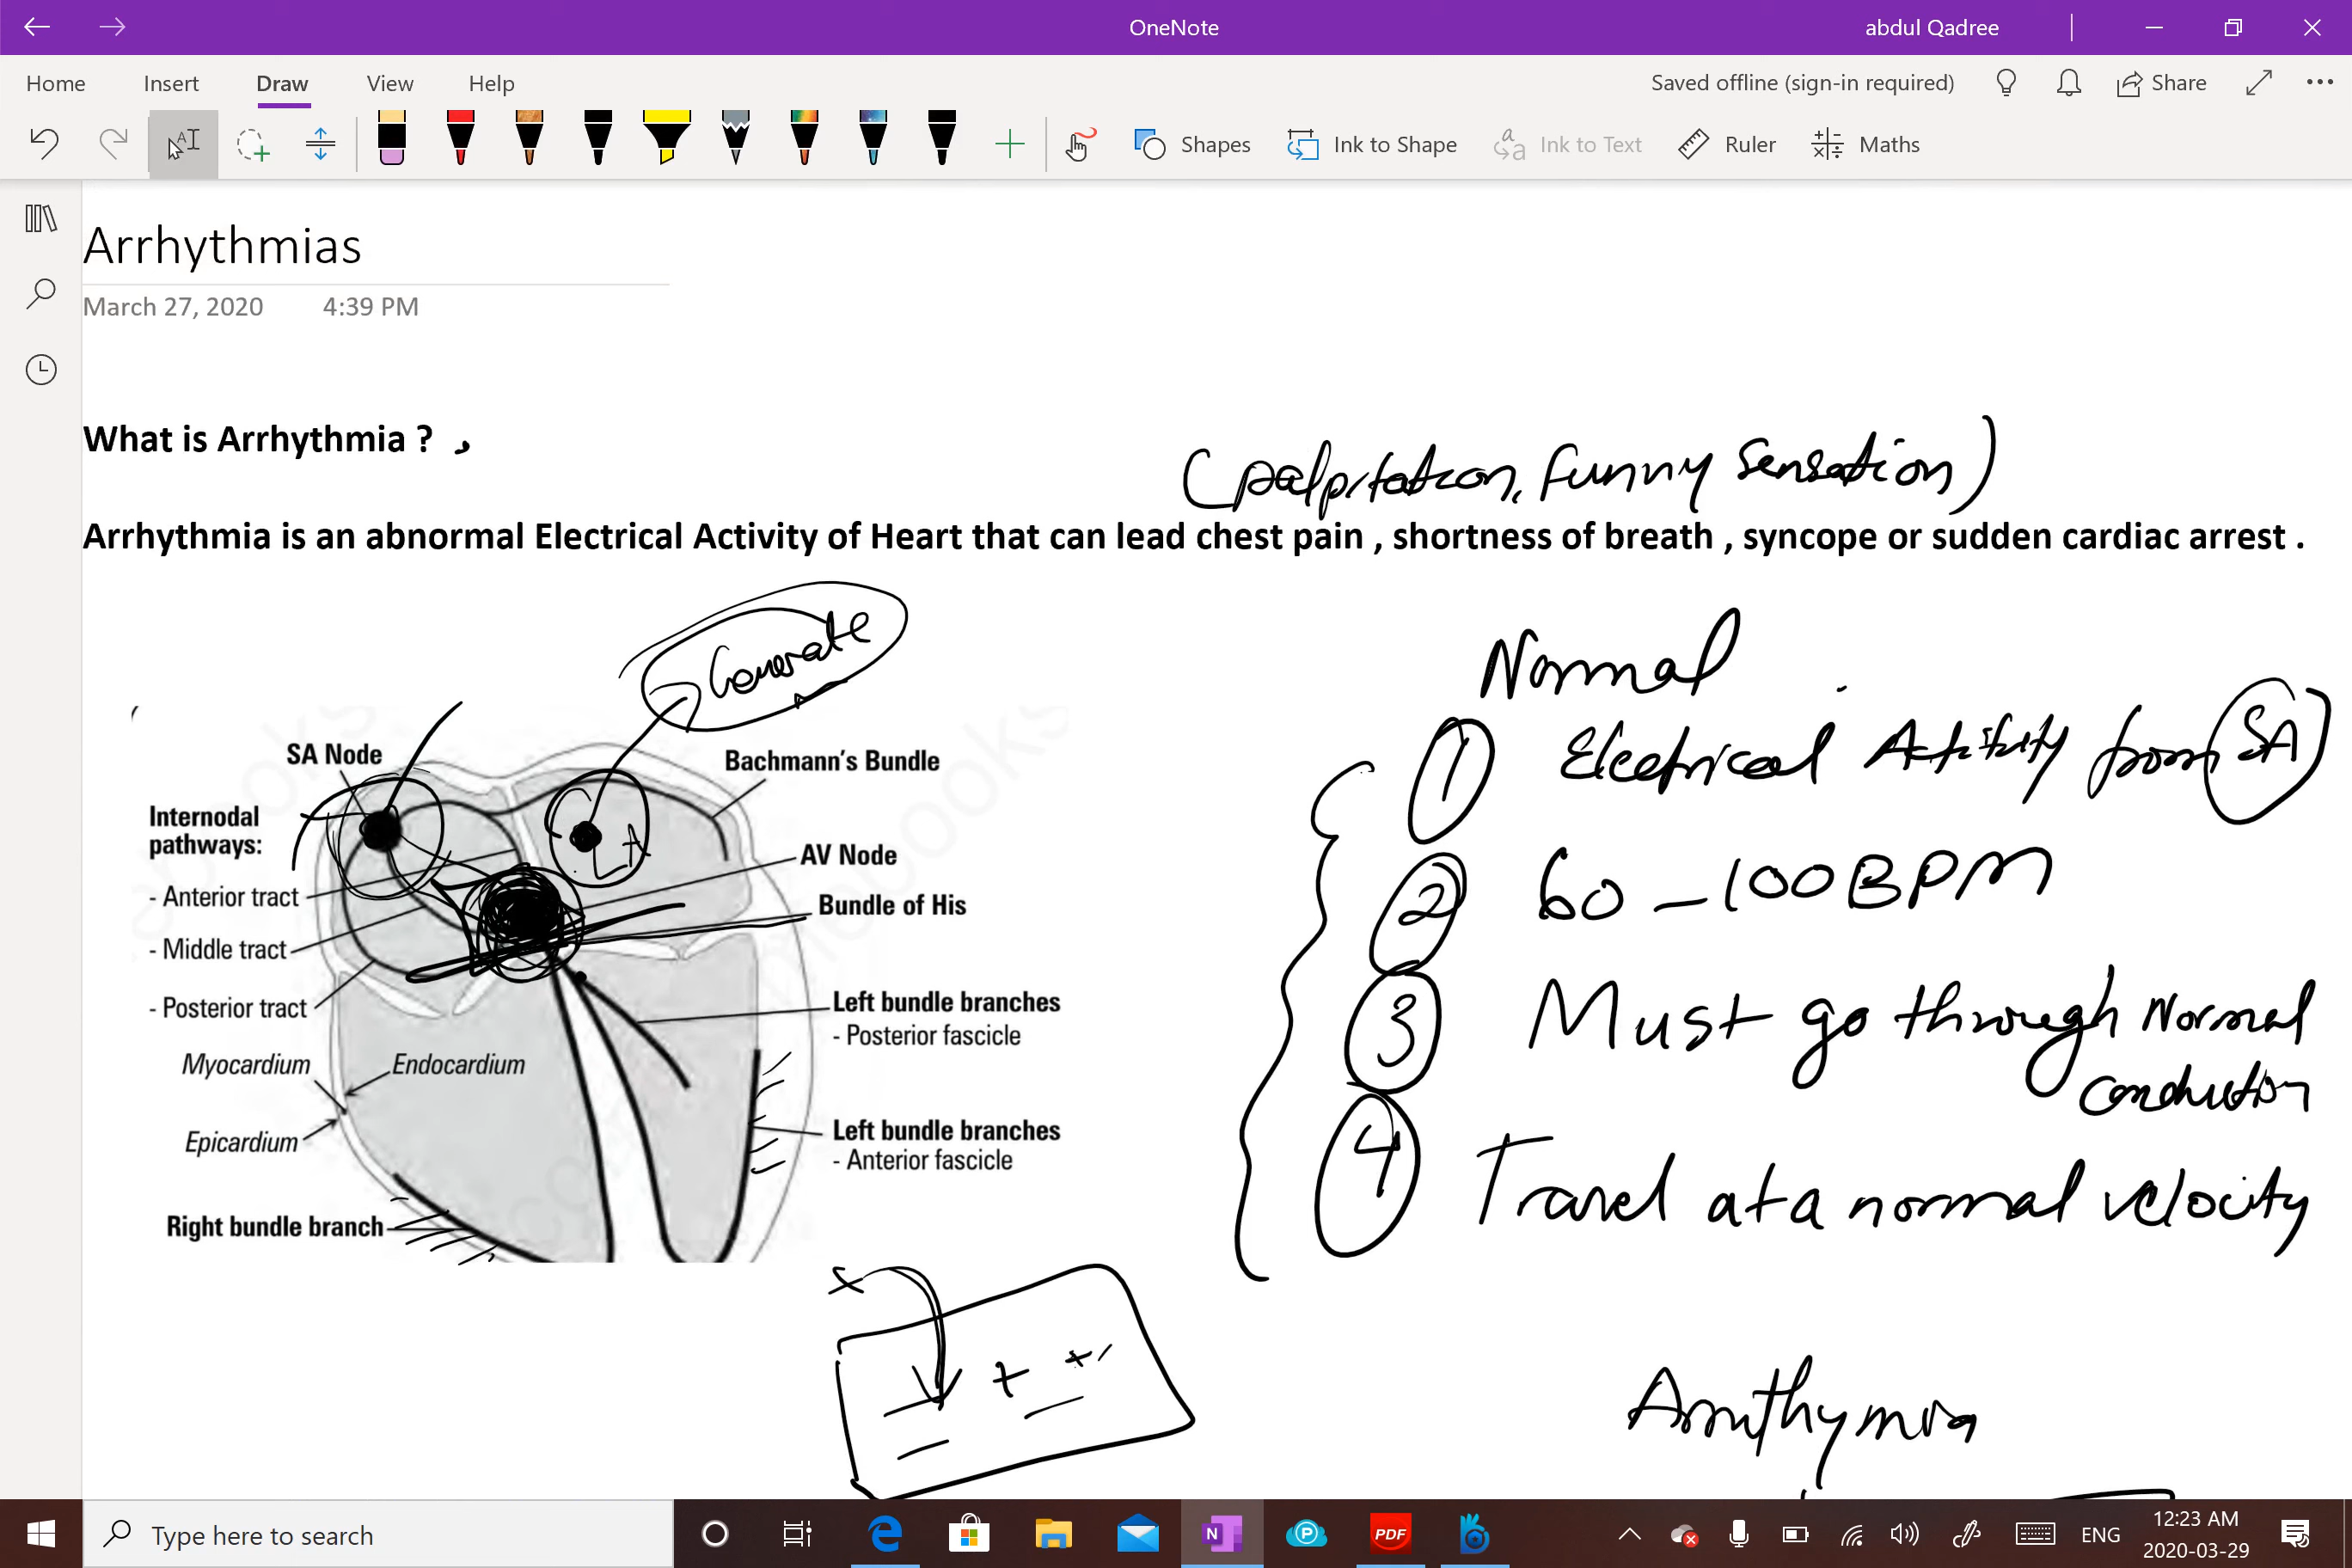 OneNote
abdul Qadree
Home Insert Draw View Help
Saved offline (sign-in required)
Share
Shapes Ink to Shape Ink to Text Ruler Maths
Arrhythmias
March 27, 2020 4:39 PM
What is Arrhythmia ?
(palpitation, funny sensation)
Arrhythmia is an abnormal Electrical Activity of Heart that can lead chest pain , shortness of breath , syncope or sudden cardiac arrest .
Generate
SA Node
Bachmann's Bundle
Internodal
pathways:
LA
AV Node
- Anterior tract
Bundle of His
- Middle tract
- Posterior tract
Left bundle branches
- Posterior fascicle
Myocardium
Endocardium
Epicardium
Left bundle branches
- Anterior fascicle
Right bundle branch
Normal
1 Electrical Activity from SA
2 60 - 100 BPM
3 Must go through Normal
conduction
4 Travel at a normal velocity
x
+ +
Type here to search
PDF
ENG
12:23 AM
2020-03-29